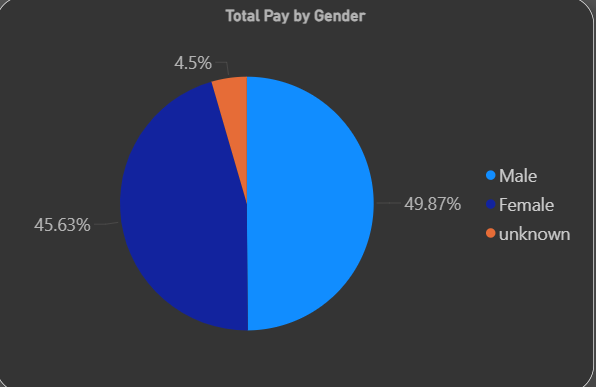 Total Pay by Gender
4.5%
49.87%
45.63%
Male
Female
unknown